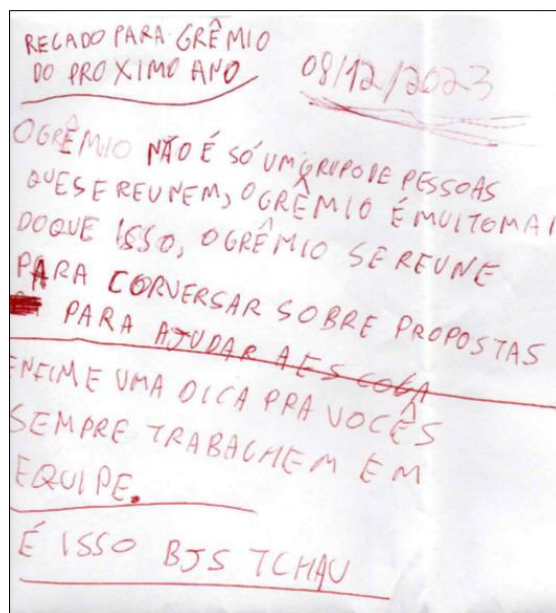 RECADO PARA GRÊMIO
DO PROXIMO ANO
08/12/2023
O GRÊMIO NÃO É SÓ UM GRUPO DE PESSOAS
QUE SE REUNEM, O GRÊMIO É MUITO MAI
DO QUE ISSO, O GRÊMIO SE REUNE
PARA CORVERSAR SOBRE PROPOSTAS
PARA AJUDAR A ESCOLA
ENFIM E UMA DICA PRA VOCÊS
SEMPRE TRABALHEM EM
EQUIPE.
É ISSO BJS TCHAU